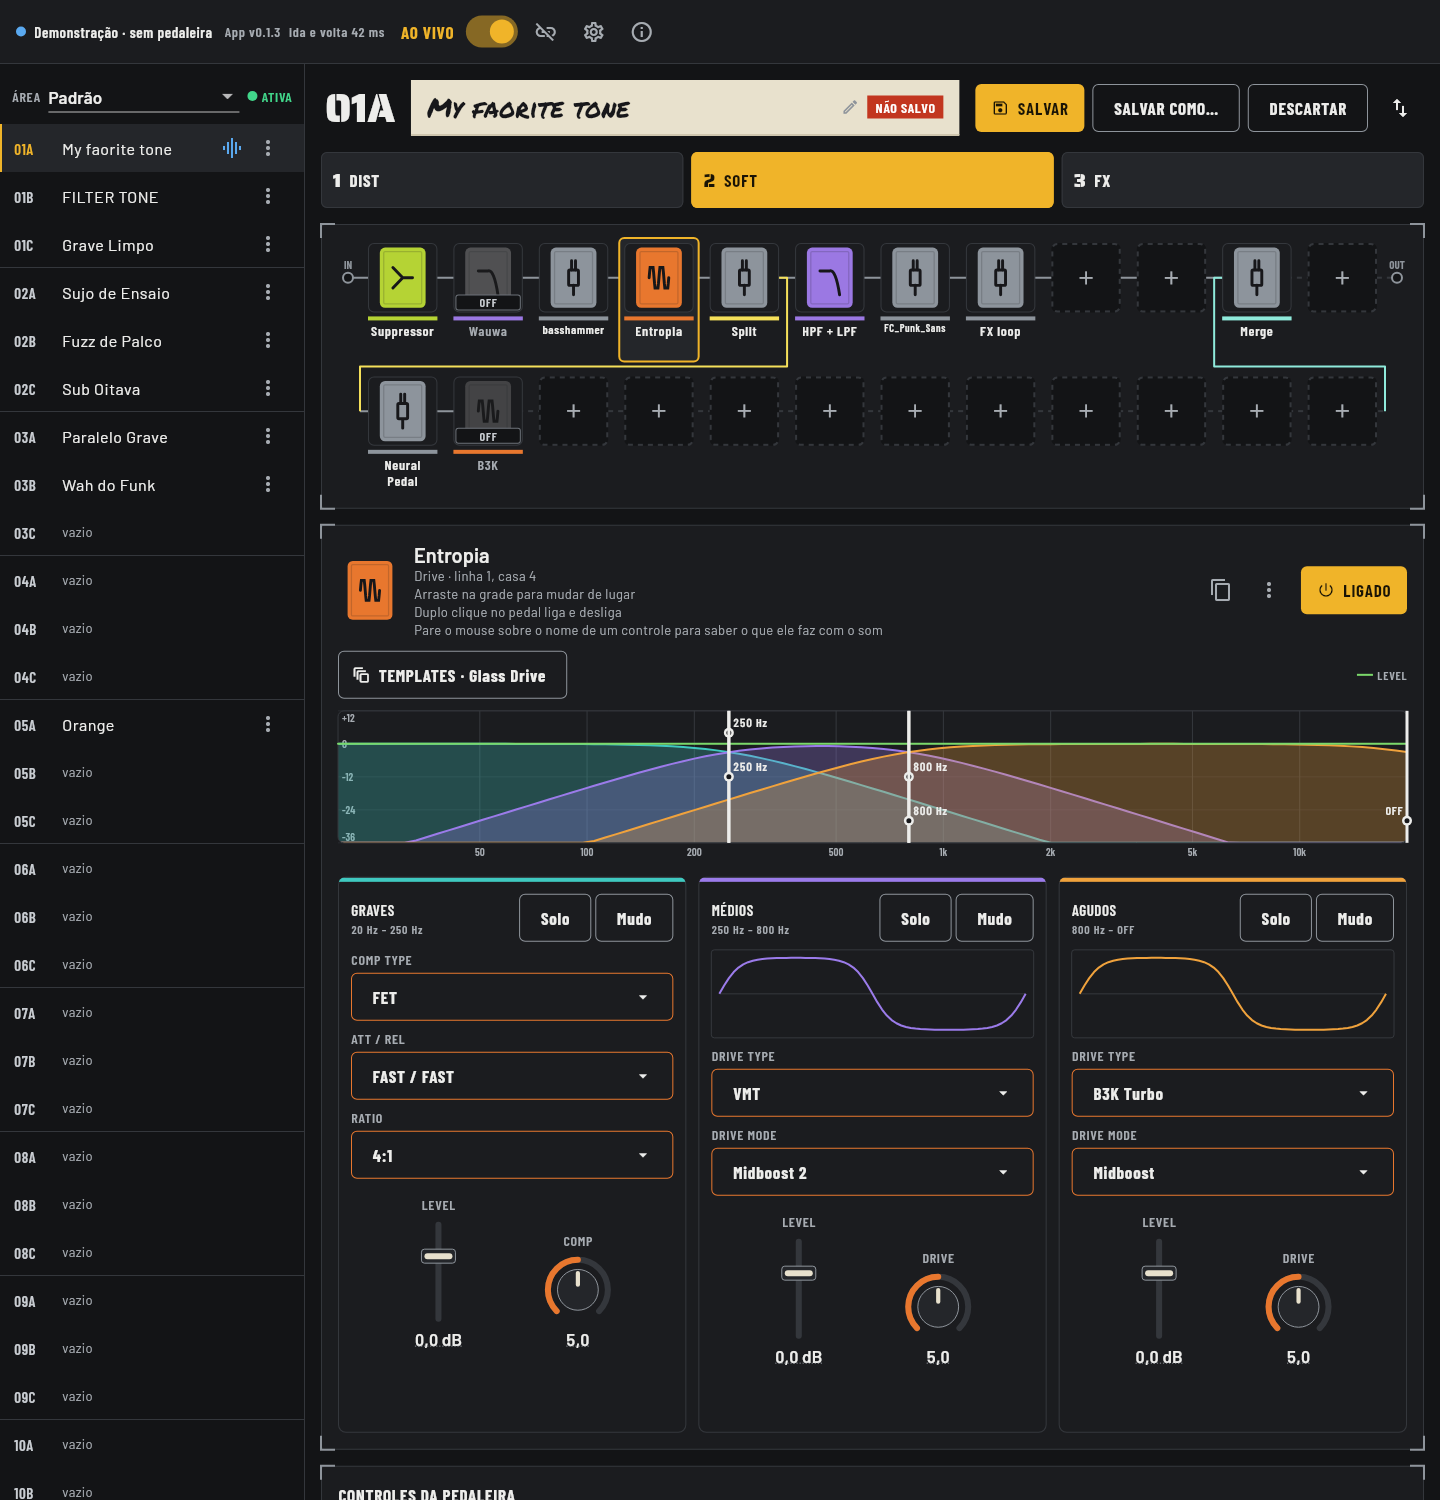 Demonstração · sem pedaleira App v0.1.3 Ida e volta 42 ms AO VIVO
ÁREA Padrão ATIVA
01A My faorite tone
01B FILTER TONE
01C Grave Limpo
02A Sujo de Ensaio
02B Fuzz de Palco
02C Sub Oitava
03A Paralelo Grave
03B Wah do Funk
03C vazio
04A vazio
04B vazio
04C vazio
05A Orange
05B vazio
05C vazio
06A vazio
06B vazio
06C vazio
07A vazio
07B vazio
07C vazio
08A vazio
08B vazio
08C vazio
09A vazio
09B vazio
09C vazio
10A vazio
10B vazio
01A My faorite tone NÃO SALVO SALVAR SALVAR COMO... DESCARTAR
1 DIST 2 SOFT 3 FX
IN OUT
OFF
Suppressor Wauwa basshammer Entropia Split HPF + LPF FC_Punk_Sans FX loop Merge
OFF
Neural Pedal B3K
Entropia
Drive · linha 1, casa 4
Arraste na grade para mudar de lugar
Duplo clique no pedal liga e desliga
Pare o mouse sobre o nome de um controle para saber o que ele faz com o som
LIGADO
TEMPLATES · Glass Drive LEVEL
+12
0
-12
-24
-36
250 Hz
250 Hz 800 Hz
800 Hz OFF
50 100 200 500 1k 2k 5k 10k
GRAVES Solo Mudo
20 Hz – 250 Hz
COMP TYPE
FET
ATT / REL
FAST / FAST
RATIO
4:1
LEVEL COMP
0,0 dB 5,0
MÉDIOS Solo Mudo
250 Hz – 800 Hz
DRIVE TYPE
VMT
DRIVE MODE
Midboost 2
LEVEL DRIVE
0,0 dB 5,0
AGUDOS Solo Mudo
800 Hz – OFF
DRIVE TYPE
B3K Turbo
DRIVE MODE
Midboost
LEVEL DRIVE
0,0 dB 5,0
CONTROLES DA PEDALEIRA